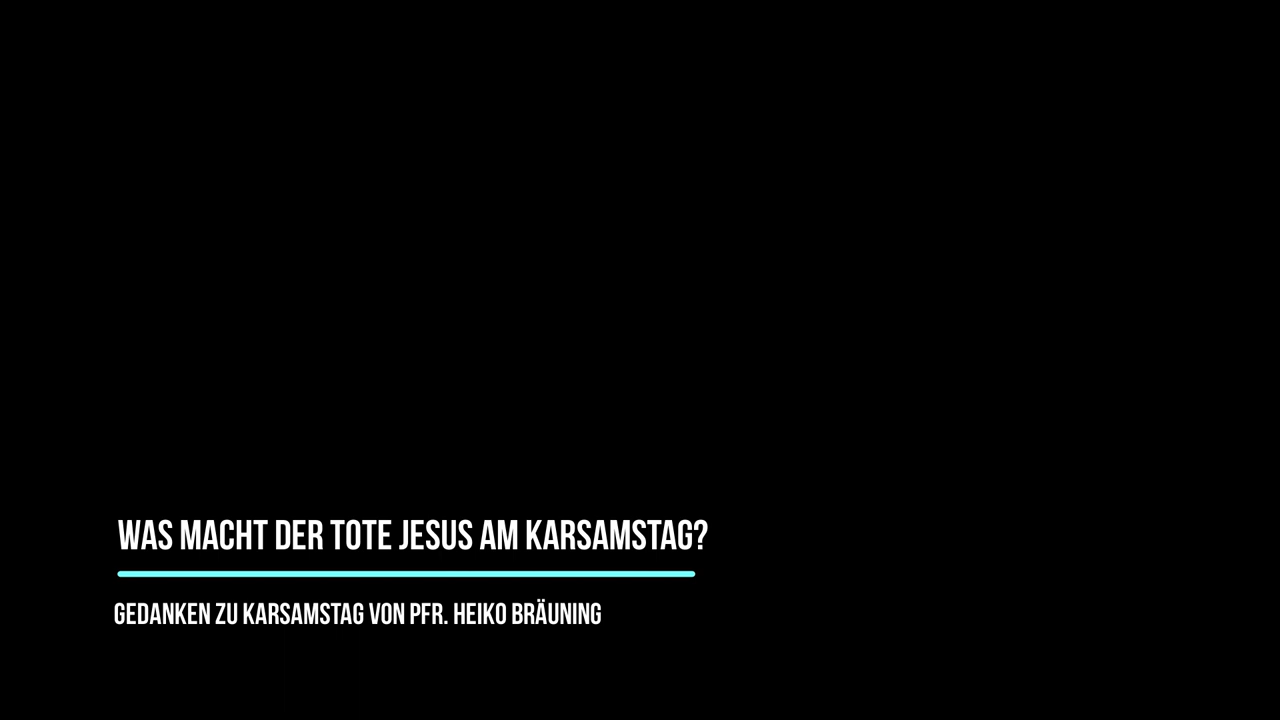 WAS MACHT DER TOTE JESUS AM KARSAMSTAG?
GEDANKEN ZU KARSAMSTAG VON PFR. HEIKO BRÄUNING